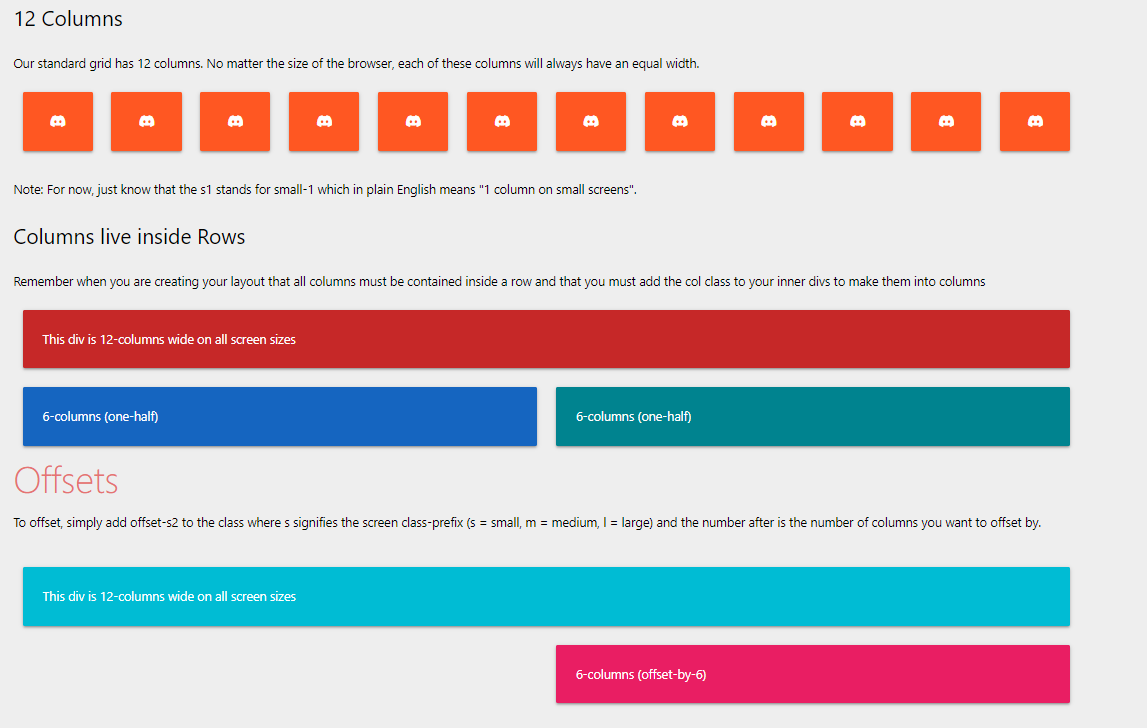 12 Columns
Our standard grid has 12 columns. No matter the size of the browser, each of these columns will always have an equal width.
Note: For now, just know that the s1 stands for small-1 which in plain English means "1 column on small screens".
Columns live inside Rows
Remember when you are creating your layout that all columns must be contained inside a row and that you must add the col class to your inner divs to make them into columns
This div is 12-columns wide on all screen sizes
6-columns (one-half)
6-columns (one-half)
Offsets
To offset, simply add offset-s2 to the class where s signifies the screen class-prefix (s = small, m = medium, l = large) and the number after is the number of columns you want to offset by.
This div is 12-columns wide on all screen sizes
6-columns (offset-by-6)